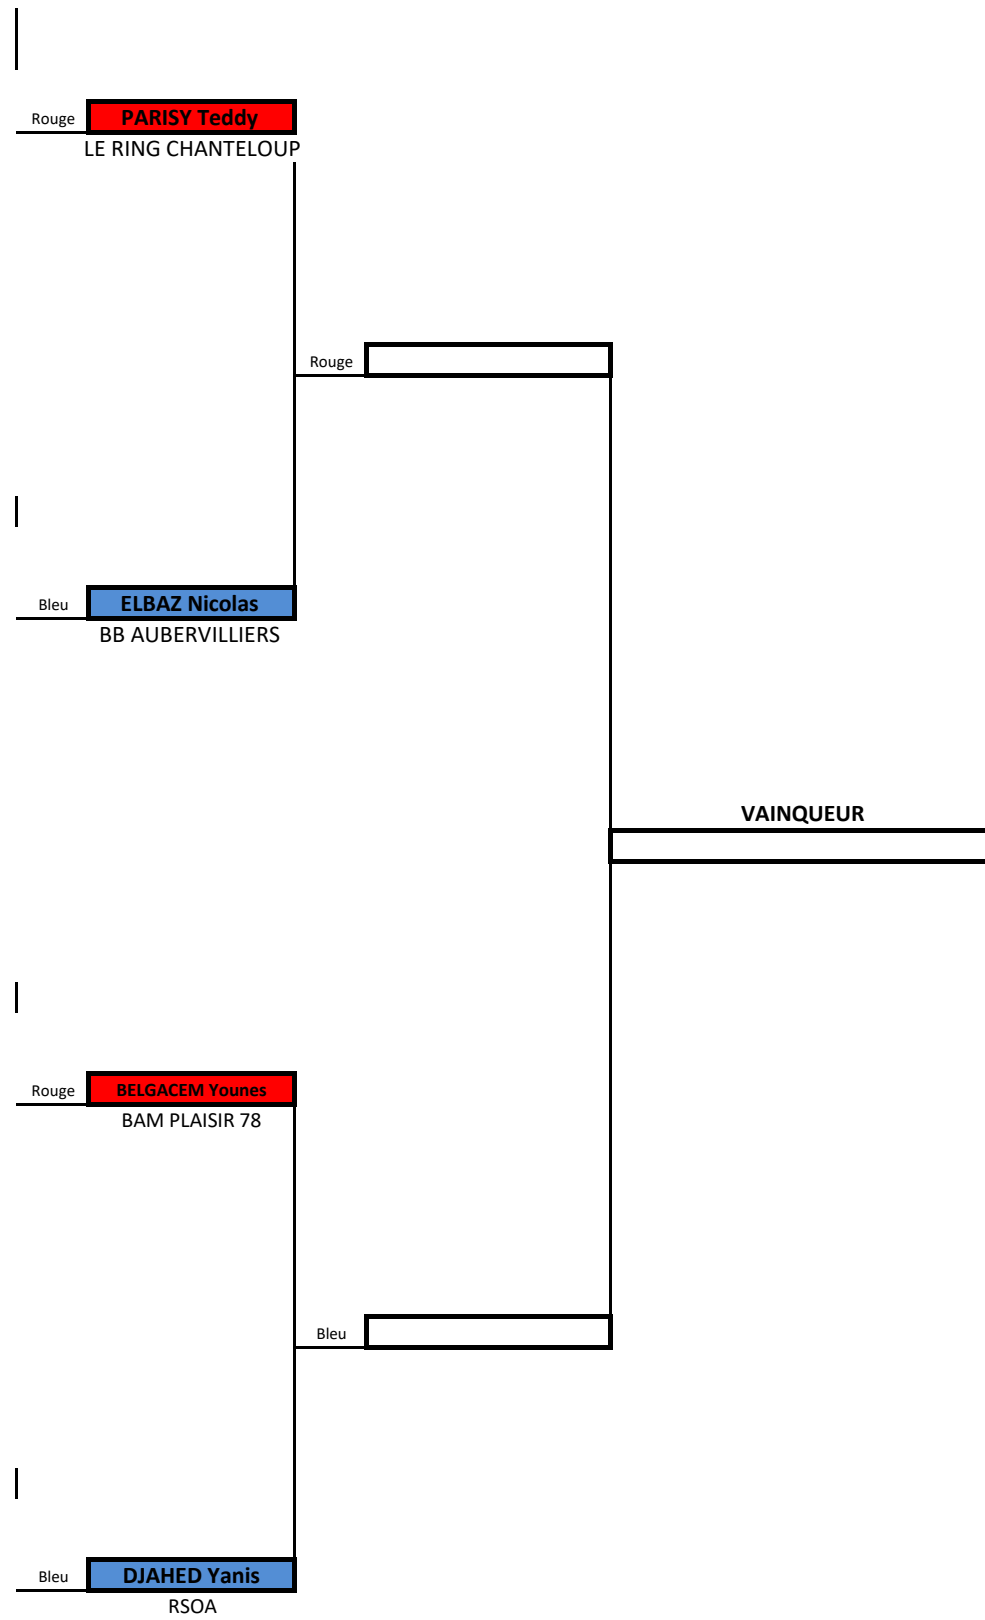 Rouge
PARISY Teddy
LE RING CHANTELOUP
Rouge
Bleu
ELBAZ Nicolas
BB AUBERVILLIERS
VAINQUEUR
Rouge
BELGACEM Younes
BAM PLAISIR 78
Bleu
Bleu
DJAHED Yanis
RSOA